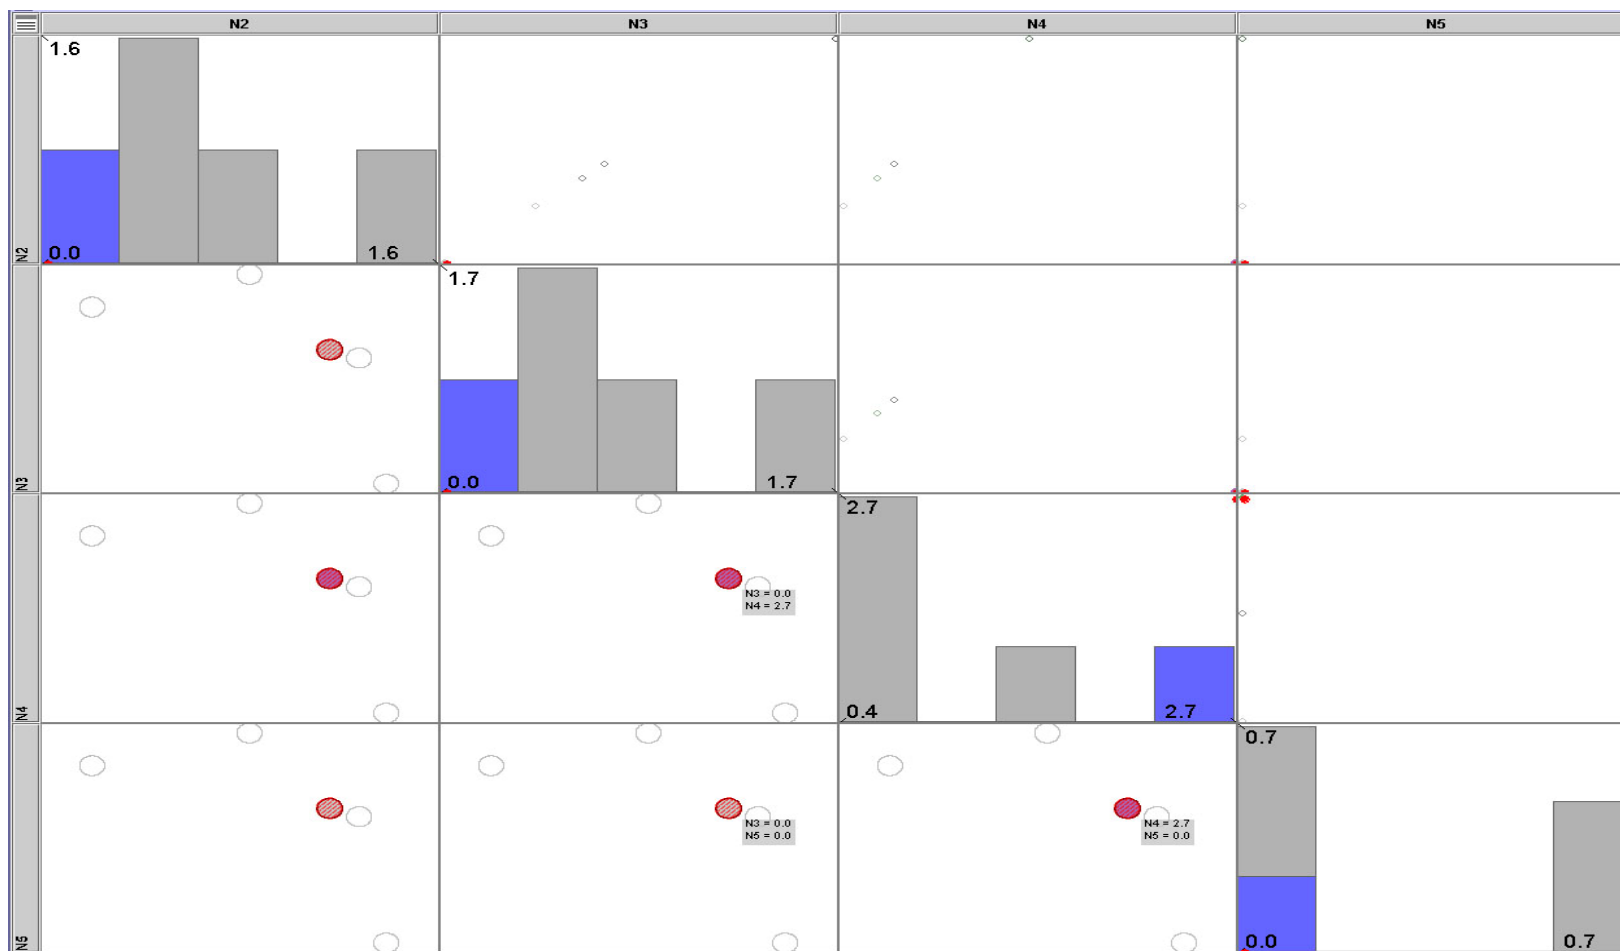 N2 N3 N4 N5
N2
1.6
0.0 1.6
N3
1.7
0.0 1.7
N4
N3 = 0.0
N4 = 2.7
2.7
0.4 2.7
N5
N3 = 0.0
N5 = 0.0
N4 = 2.7
N5 = 0.0
0.7
0.0 0.7